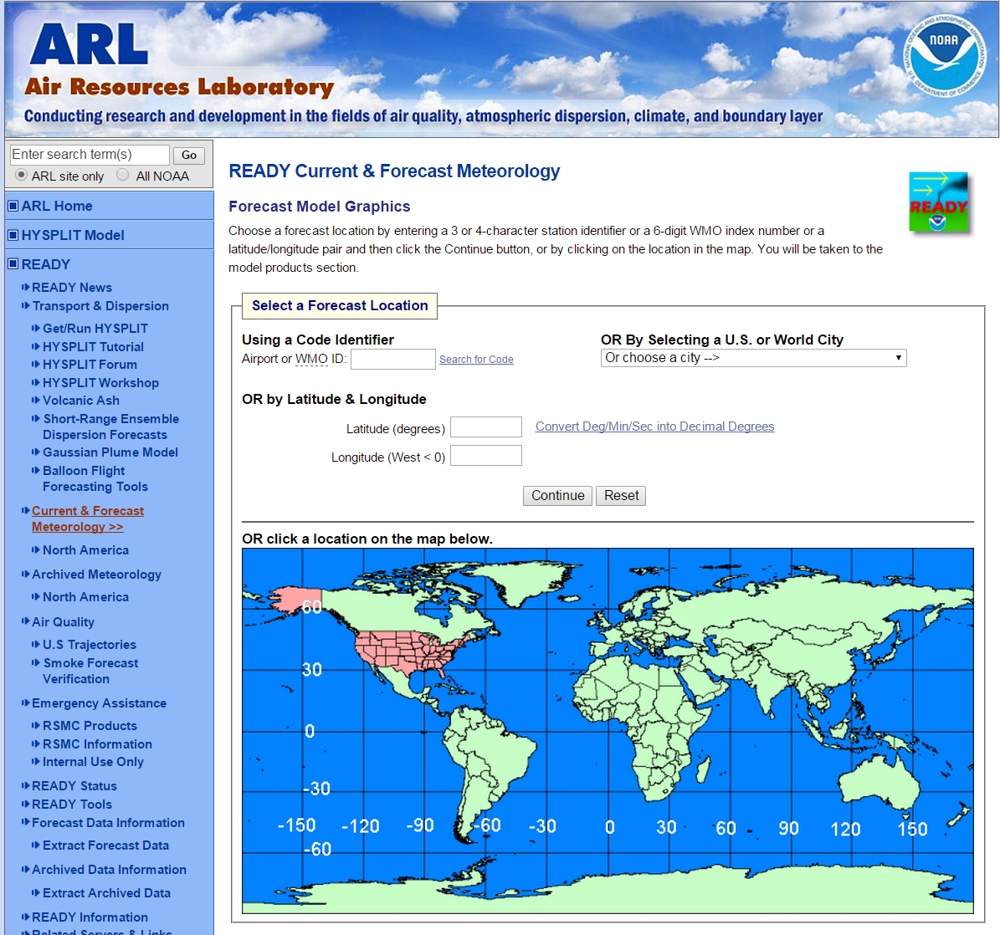 ARL
Air Resources Laboratory
Conducting research and development in the fields of air quality, atmospheric dispersion, climate, and boundary layer
NATIONAL OCEANIC AND ATMOSPHERIC ADMINISTRATION
NOAA
U.S. DEPARTMENT OF COMMERCE
Enter search term(s)
Go
ARL site only
All NOAA
ARL Home
HYSPLIT Model
READY
READY News
Transport & Dispersion
Get/Run HYSPLIT
HYSPLIT Tutorial
HYSPLIT Forum
HYSPLIT Workshop
Volcanic Ash
Short-Range Ensemble
Dispersion Forecasts
Gaussian Plume Model
Balloon Flight
Forecasting Tools
Current & Forecast
Meteorology >>
North America
Archived Meteorology
North America
Air Quality
U.S Trajectories
Smoke Forecast
Verification
Emergency Assistance
RSMC Products
RSMC Information
Internal Use Only
READY Status
READY Tools
Forecast Data Information
Extract Forecast Data
Archived Data Information
Extract Archived Data
READY Information
Related Servers & Links
READY Current & Forecast Meteorology
READY
Forecast Model Graphics
Choose a forecast location by entering a 3 or 4-character station identifier or a 6-digit WMO index number or a
latitude/longitude pair and then click the Continue button, or by clicking on the location in the map. You will be taken to the
model products section.
Select a Forecast Location
Using a Code Identifier
Airport or WMO ID:
Search for Code
OR By Selecting a U.S. or World City
Or choose a city -->
OR by Latitude & Longitude
Latitude (degrees)
Convert Deg/Min/Sec into Decimal Degrees
Longitude (West < 0)
Continue
Reset
OR click a location on the map below.
60
30
0
-30
-150 -120 -90 -60 -30 0 30 60 90 120 150
-60